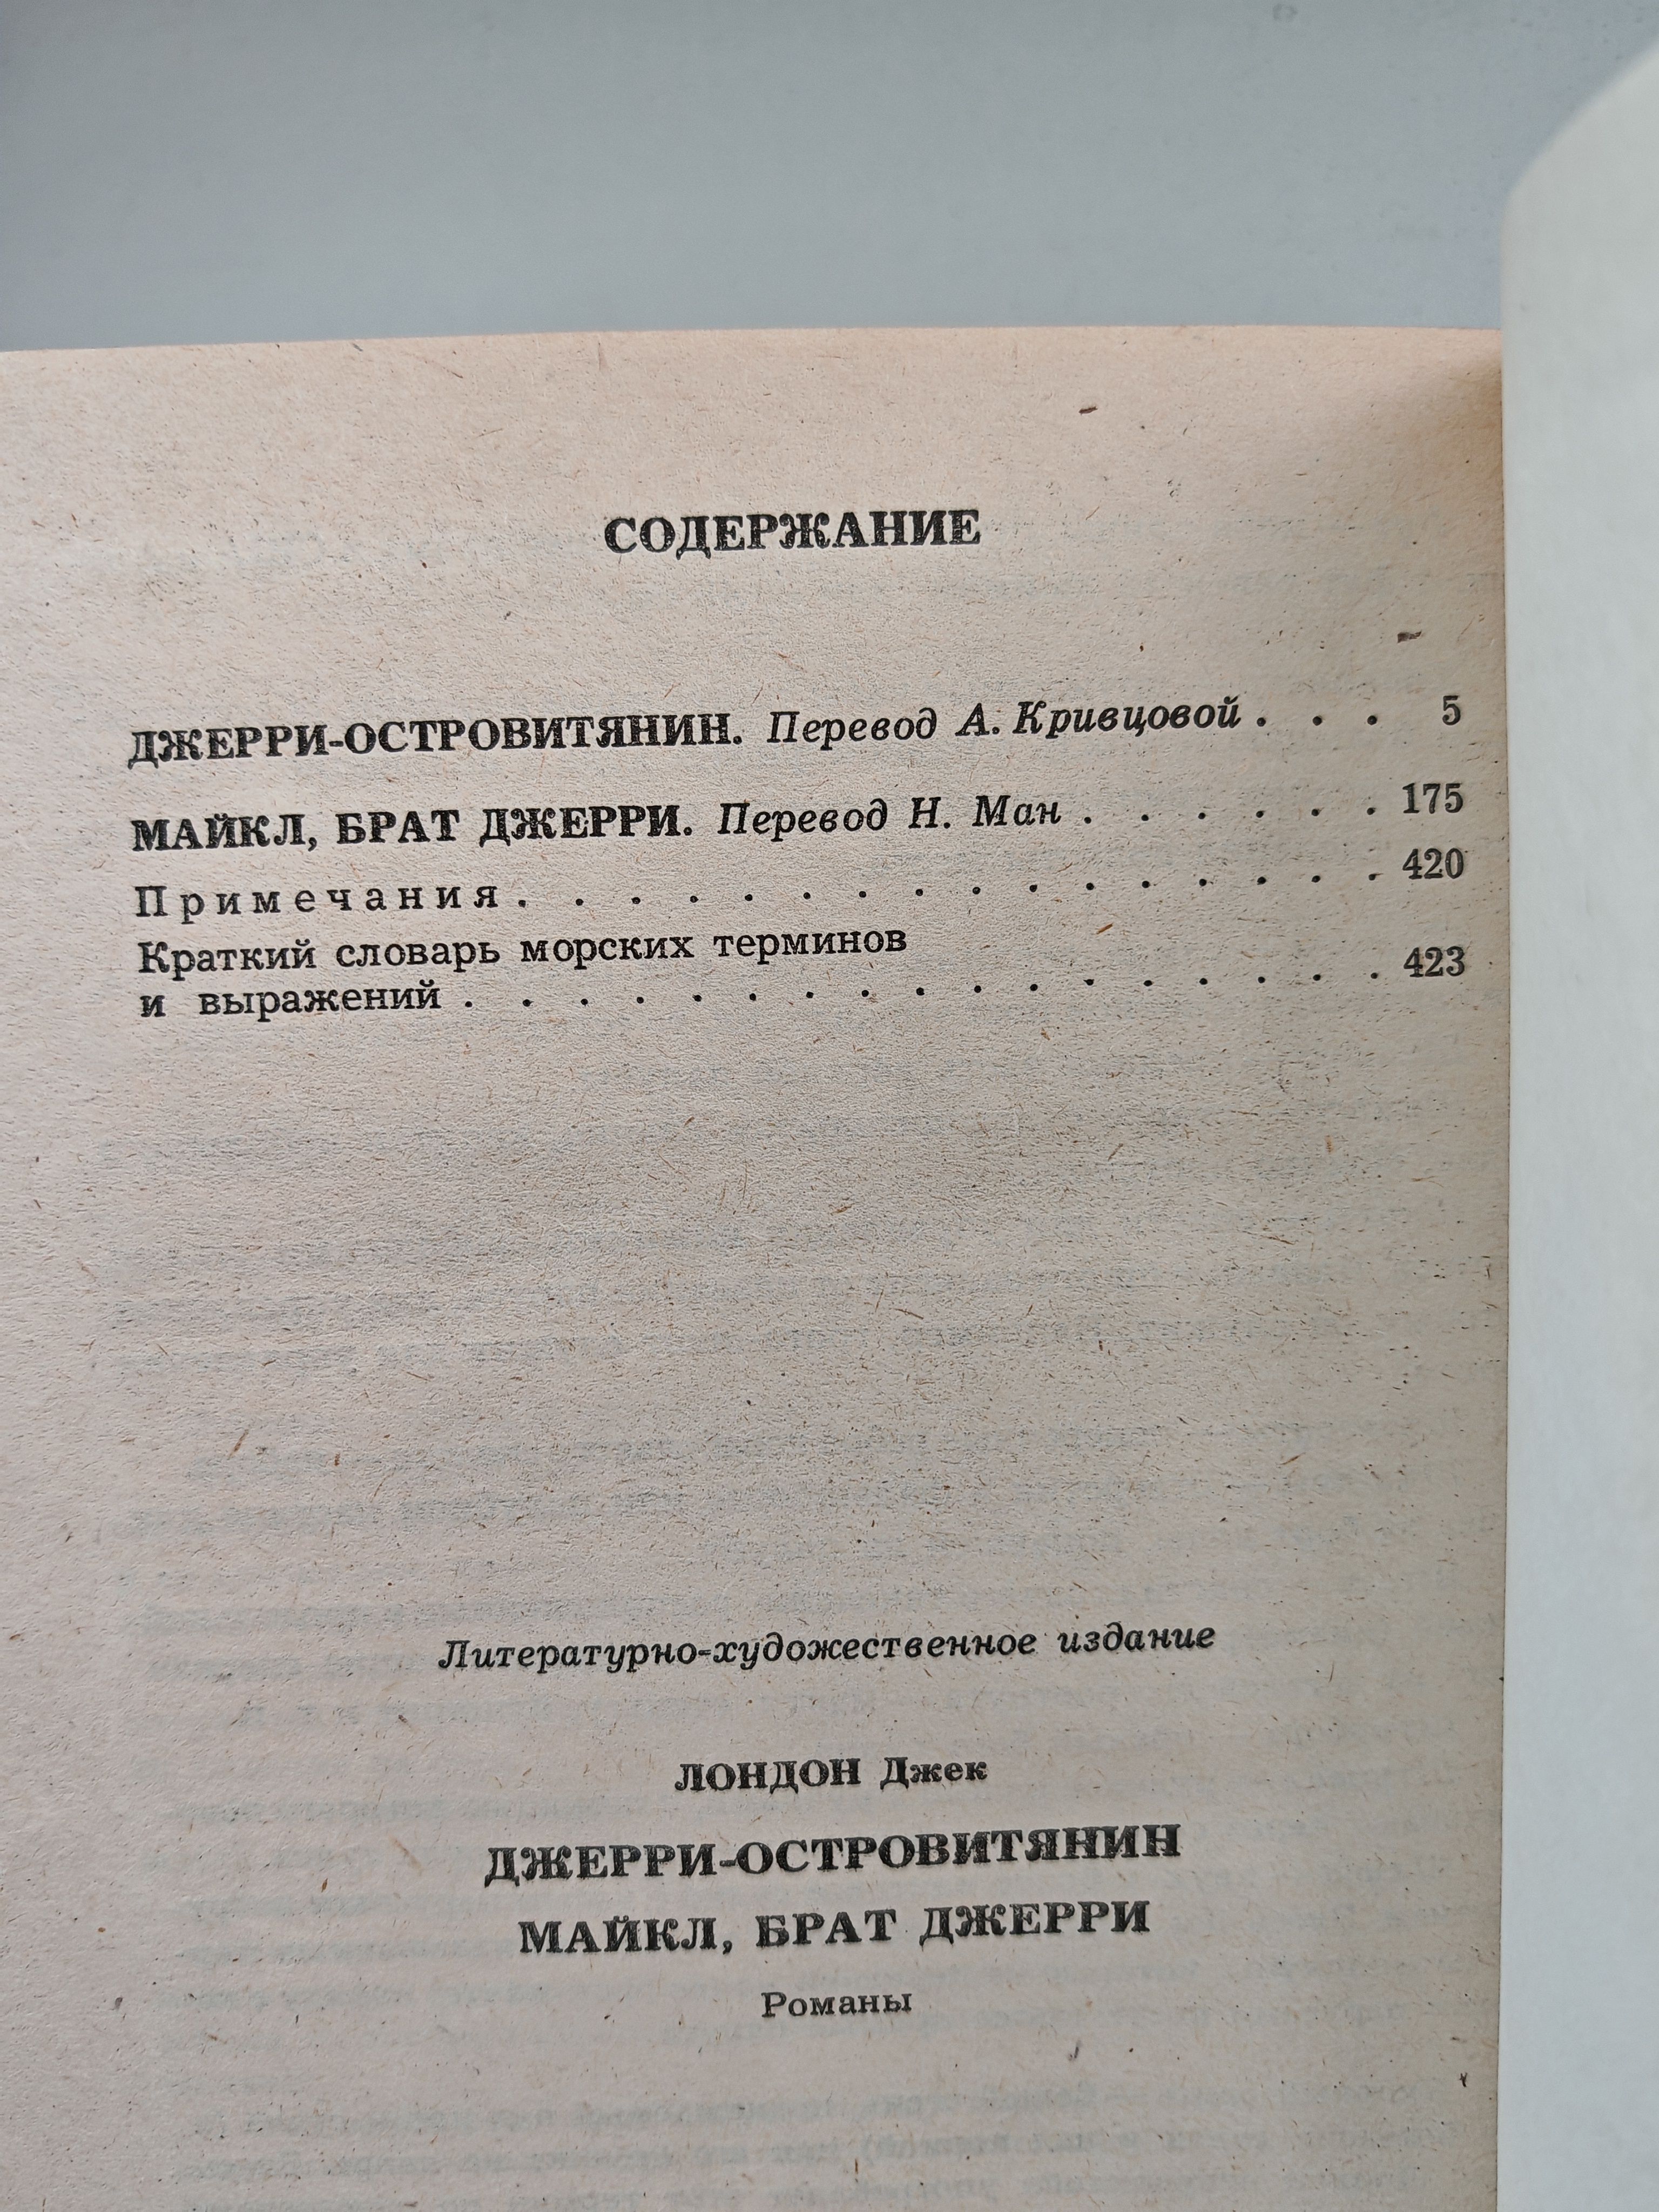 СОДЕРЖАНИЕ
ДЖЕРРИ-ОСТРОВИТЯНИН. Перевод А. Кривцовой . . . 5
МАЙКЛ, БРАТ ДЖЕРРИ. Перевод Н. Ман . . . . . . 175
Примечания . . . . . . . . . . . . . . . . 420
Краткий словарь морских терминов
и выражений . . . . . . . . . . . . . . . . . 423
Литературно-художественное издание
ЛОНДОН Джек
ДЖЕРРИ-ОСТРОВИТЯНИН
МАЙКЛ, БРАТ ДЖЕРРИ
Романы